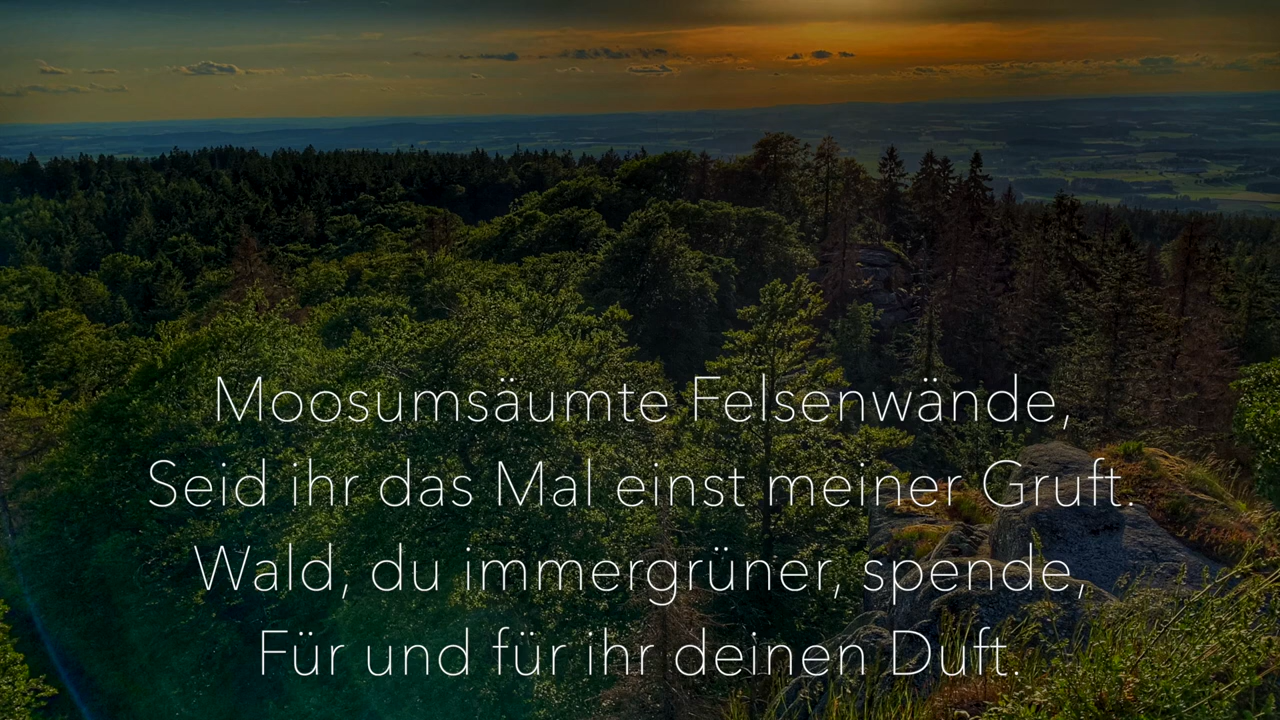 Moosumsäumte Felsenwände,
Seid ihr das Mal einst meiner Gruft.
Wald, du immergrüner, spende,
Für und für ihr deinen Duft.